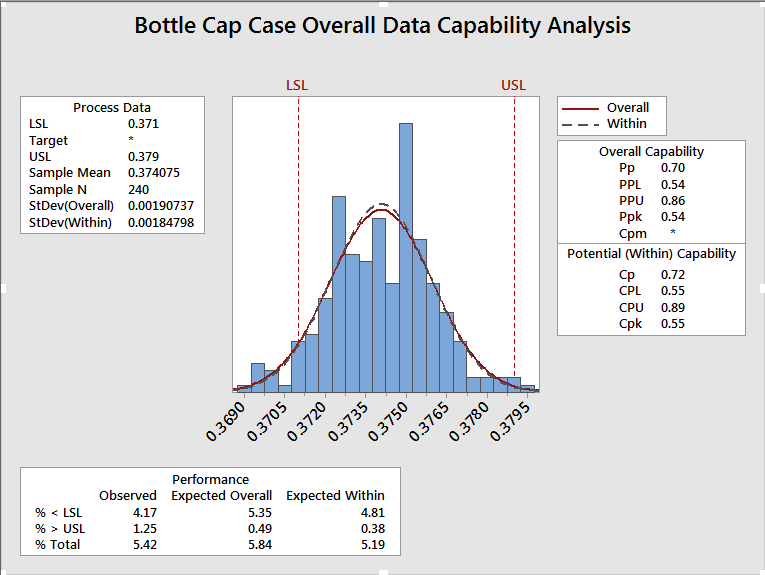 Bottle Cap Case Overall Data Capability Analysis
LSL USL
Process Data
LSL 0.371
Target *
USL 0.379
Sample Mean 0.374075
Sample N 240
StDev(Overall) 0.00190737
StDev(Within) 0.00184798
Overall
Within
Overall Capability
Pp 0.70
PPL 0.54
PPU 0.86
Ppk 0.54
Cpm *
Potential (Within) Capability
Cp 0.72
CPL 0.55
CPU 0.89
Cpk 0.55
0.3690 0.3705 0.3720 0.3735 0.3750 0.3765 0.3780 0.3795
Performance
Observed Expected Overall Expected Within
% < LSL 4.17 5.35 4.81
% > USL 1.25 0.49 0.38
% Total 5.42 5.84 5.19